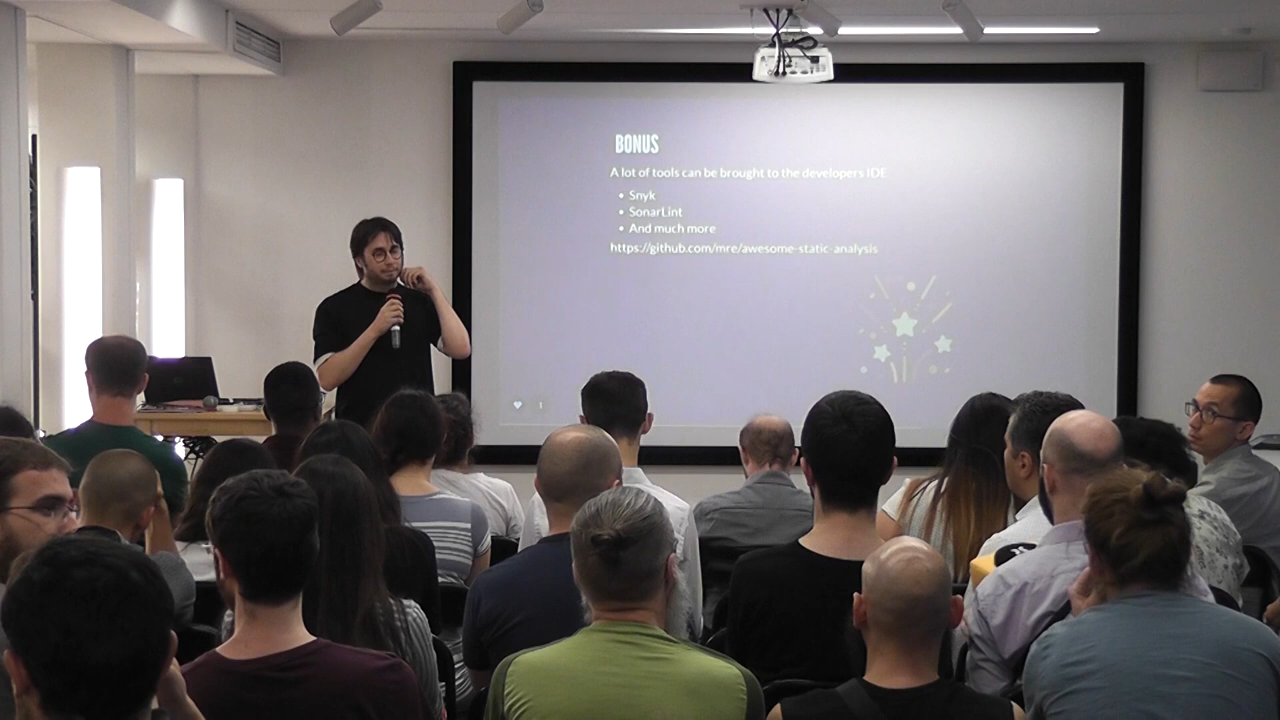 BONUS
A lot of tools can be brought to the developers IDE
Snyk
SonarLint
And much more
https://github.com/mre/awesome-static-analysis
1